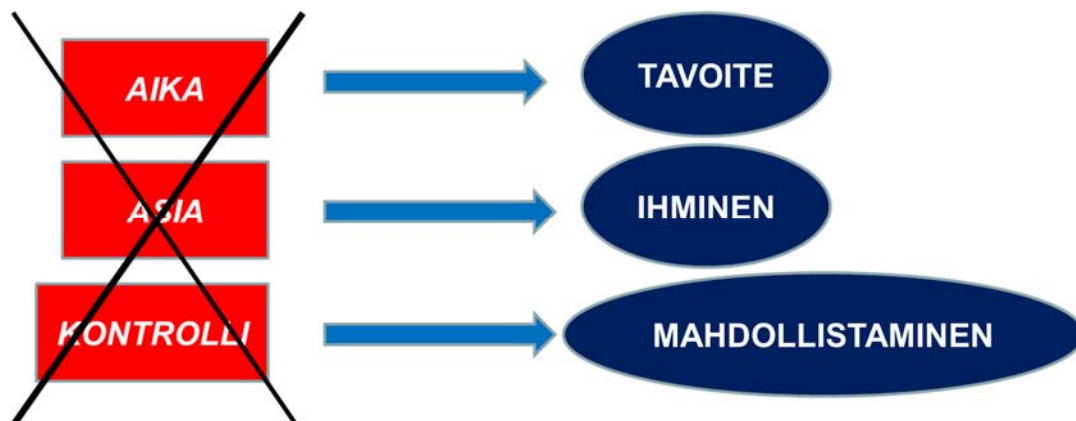 AIKA
TAVOITE
ASIA
IHMINEN
KONTROLLI
MAHDOLLISTAMINEN